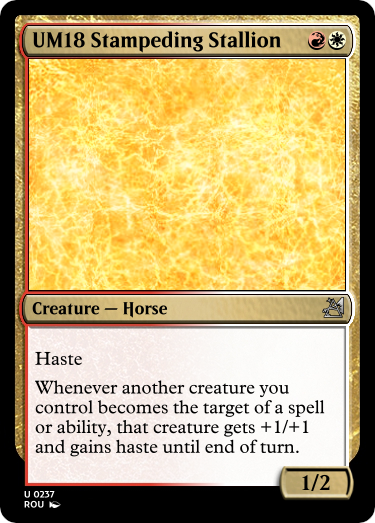 UM18 Stampeding Stallion
Creature — Horse
Haste
Whenever another creature you
control becomes the target of a spell
or ability, that creature gets +1/+1
and gains haste until end of turn.
1/2
U 0237
ROU